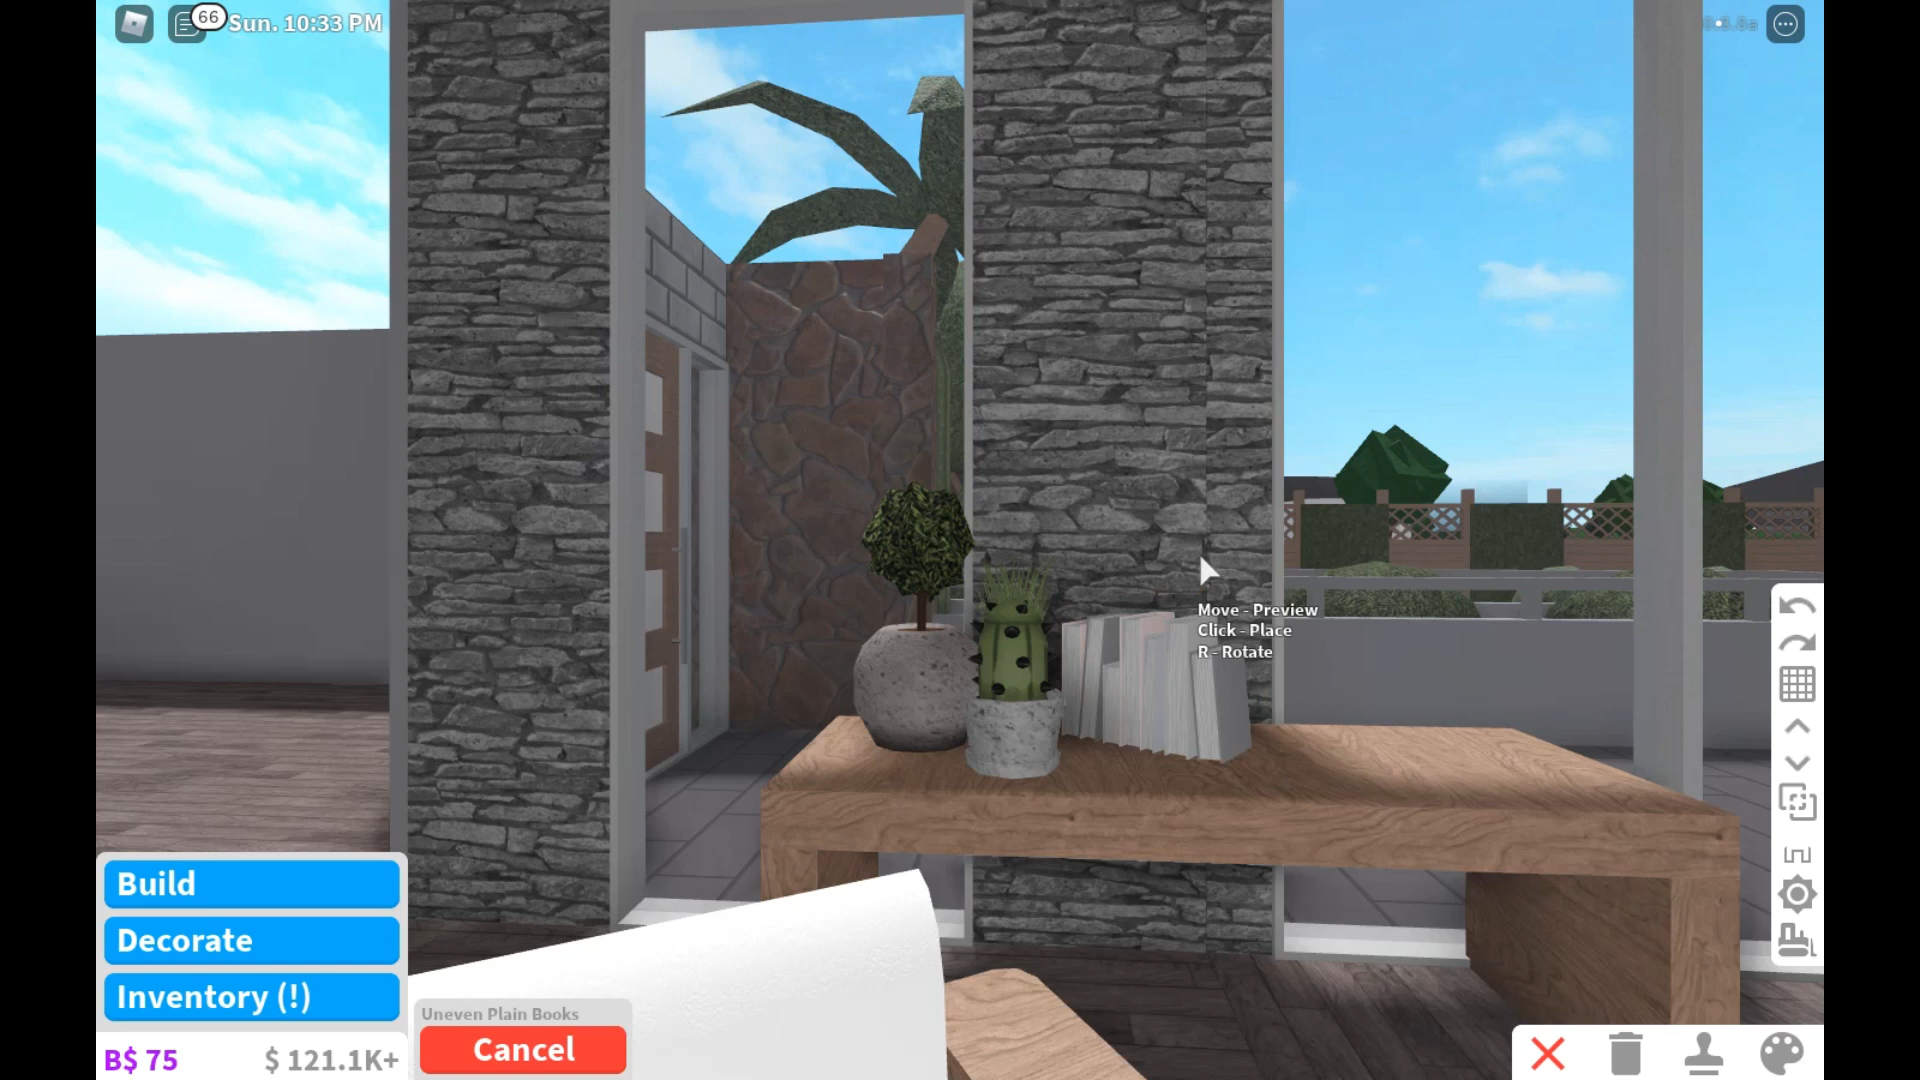 66
Sun. 10:33 PM
Move - Preview
Click - Place
R - Rotate
Build
Decorate
Inventory (!)
B$ 75
$ 121.1K+
Uneven Plain Books
Cancel